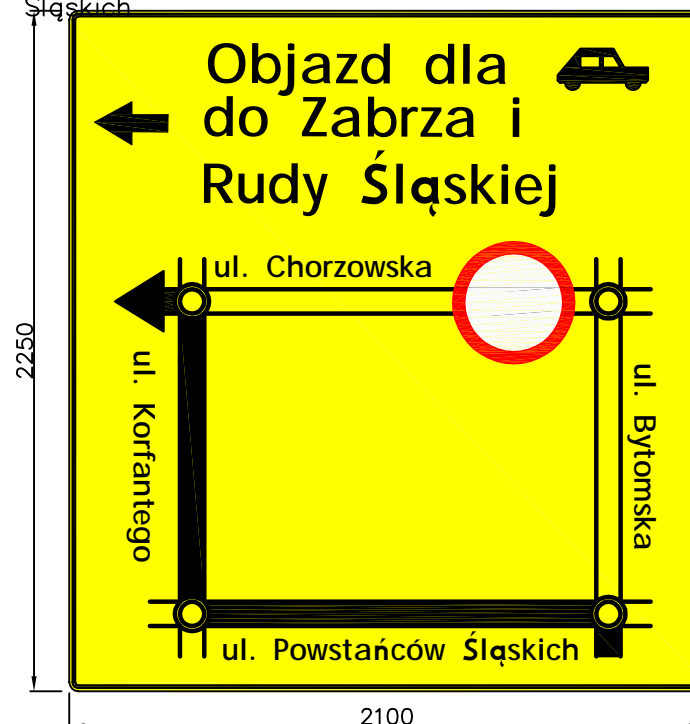 Śląskich
Objazd dla
do Zabrza i
Rudy Śląskiej
ul. Chorzowska
ul. Korfantego
ul. Bytomska
ul. Powstańców Śląskich
2250
2100